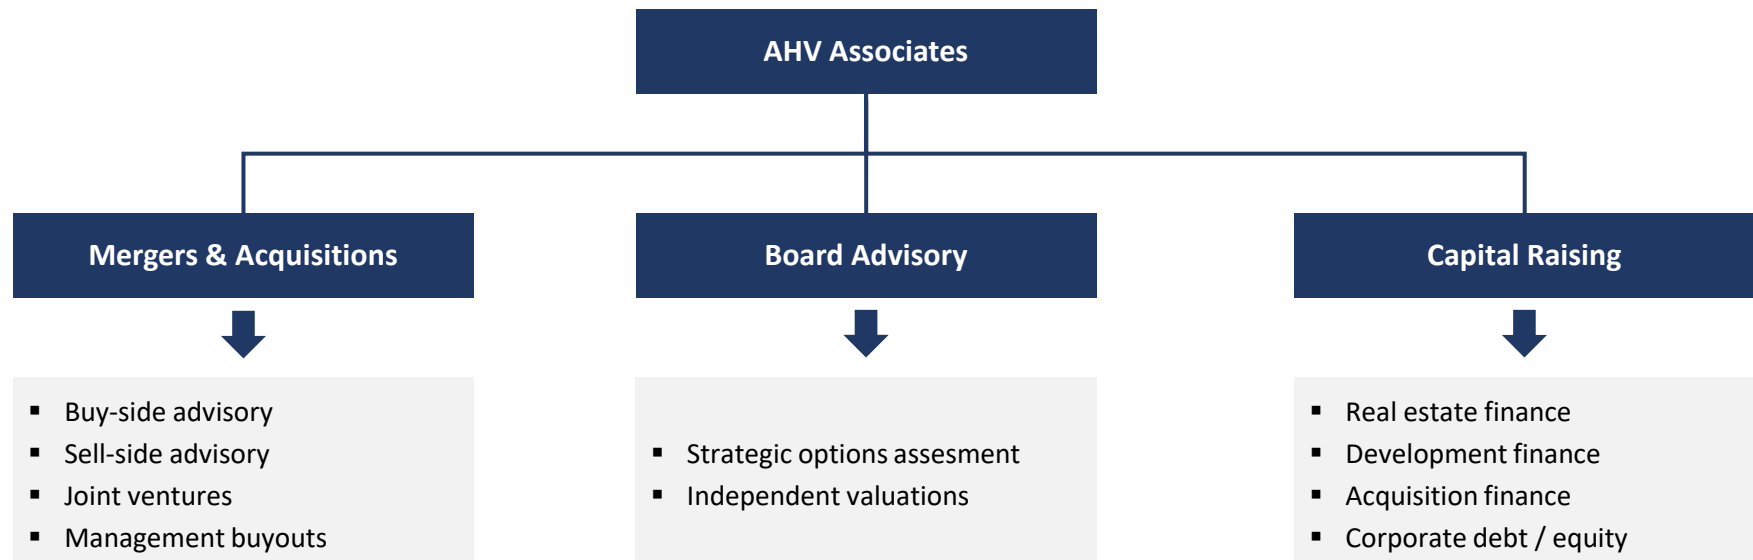 AHV Associates
Mergers & Acquisitions
Board Advisory
Capital Raising
▪ Buy-side advisory
▪ Sell-side advisory
▪ Joint ventures
▪ Management buyouts
▪ Strategic options assesment
▪ Independent valuations
▪ Real estate finance
▪ Development finance
▪ Acquisition finance
▪ Corporate debt / equity